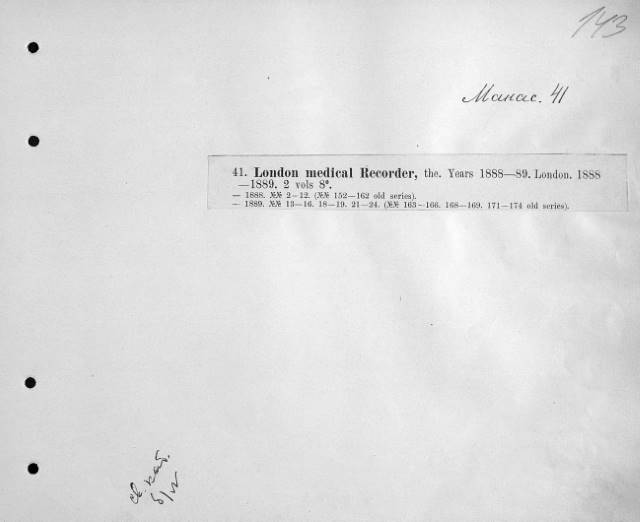 143
Манас. 41
41. London medical Recorder, the. Years 1888—89. London. 1888
—1889. 2 vols 8°.
— 1888. №№ 2—12. (№№ 152—162 old series).
— 1889. №№ 13—16. 18—19. 21—24. (№№ 163—166. 168—169. 171—174 old series).
св. кат.